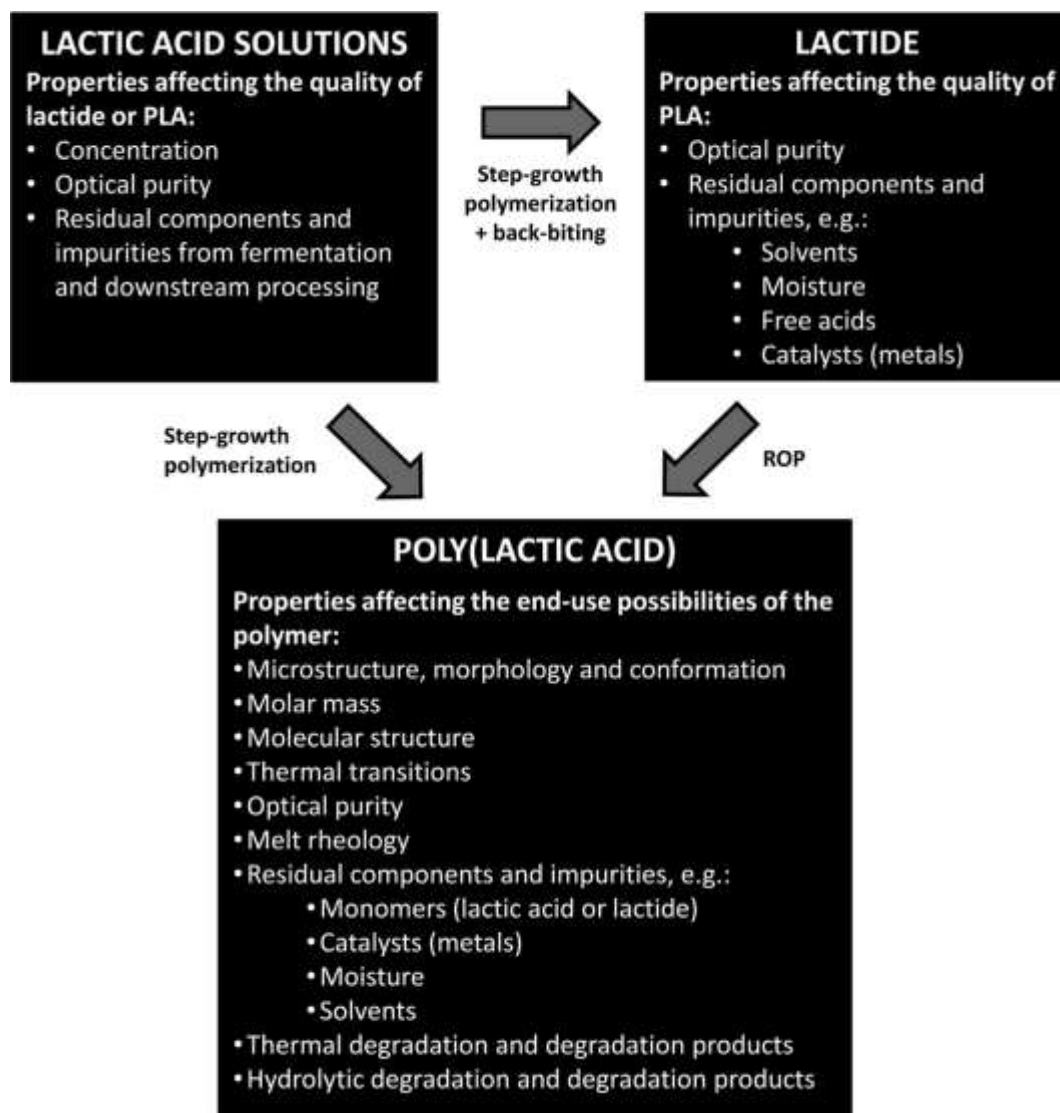 LACTIC ACID SOLUTIONS
Properties affecting the quality of
lactide or PLA:
• Concentration
• Optical purity
• Residual components and
impurities from fermentation
and downstream processing
Step-growth
polymerization
+ back-biting
LACTIDE
Properties affecting the quality of
PLA:
• Optical purity
• Residual components and
impurities, e.g.:
• Solvents
• Moisture
• Free acids
• Catalysts (metals)
Step-growth
polymerization
ROP
POLY(LACTIC ACID)
Properties affecting the end-use possibilities of the
polymer:
•Microstructure, morphology and conformation
•Molar mass
•Molecular structure
•Thermal transitions
•Optical purity
•Melt rheology
•Residual components and impurities, e.g.:
•Monomers (lactic acid or lactide)
•Catalysts (metals)
•Moisture
•Solvents
•Thermal degradation and degradation products
•Hydrolytic degradation and degradation products